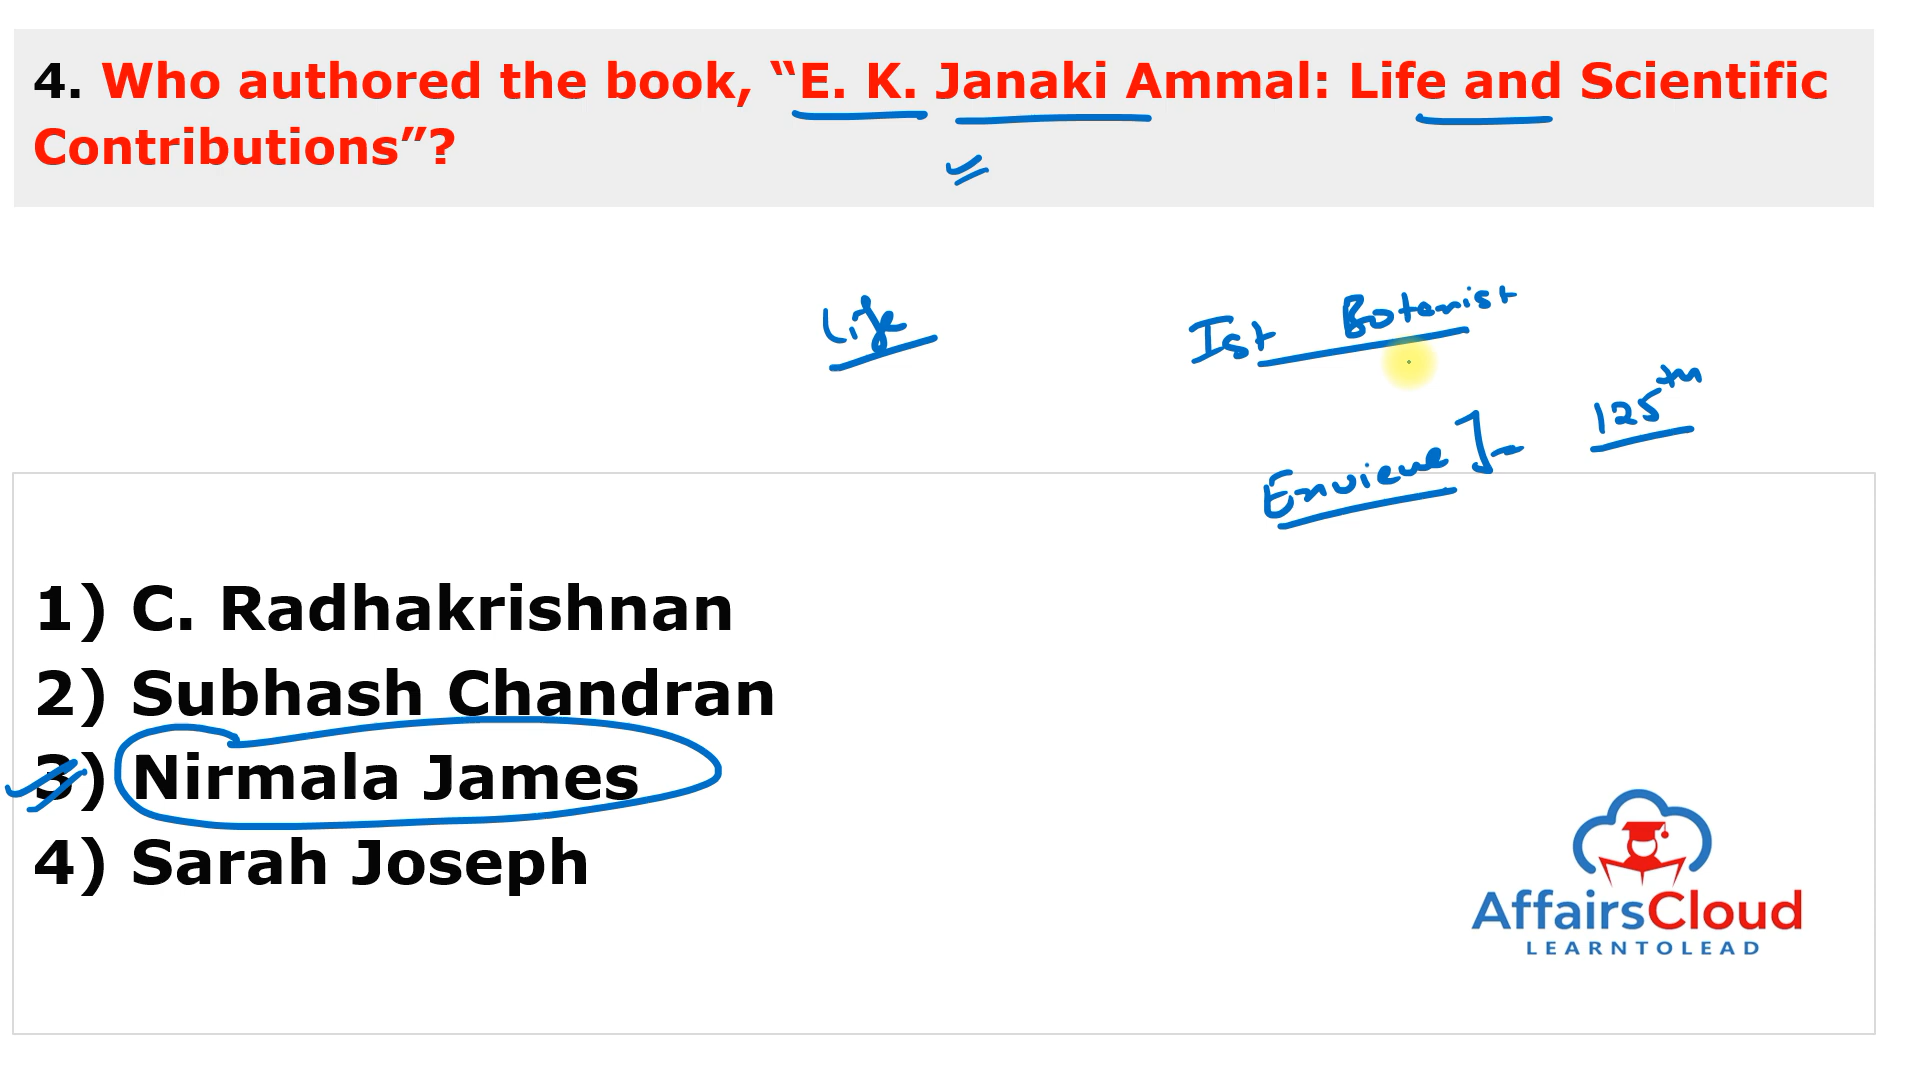 4. Who authored the book, “E. K. Janaki Ammal: Life and Scientific
Contributions”?
Life
Ist Botanist
125th
1) C. Radhakrishnan
2) Subhash Chandran
3) Nirmala James
4) Sarah Joseph
AffairsCloud
LEARNTOLEAD